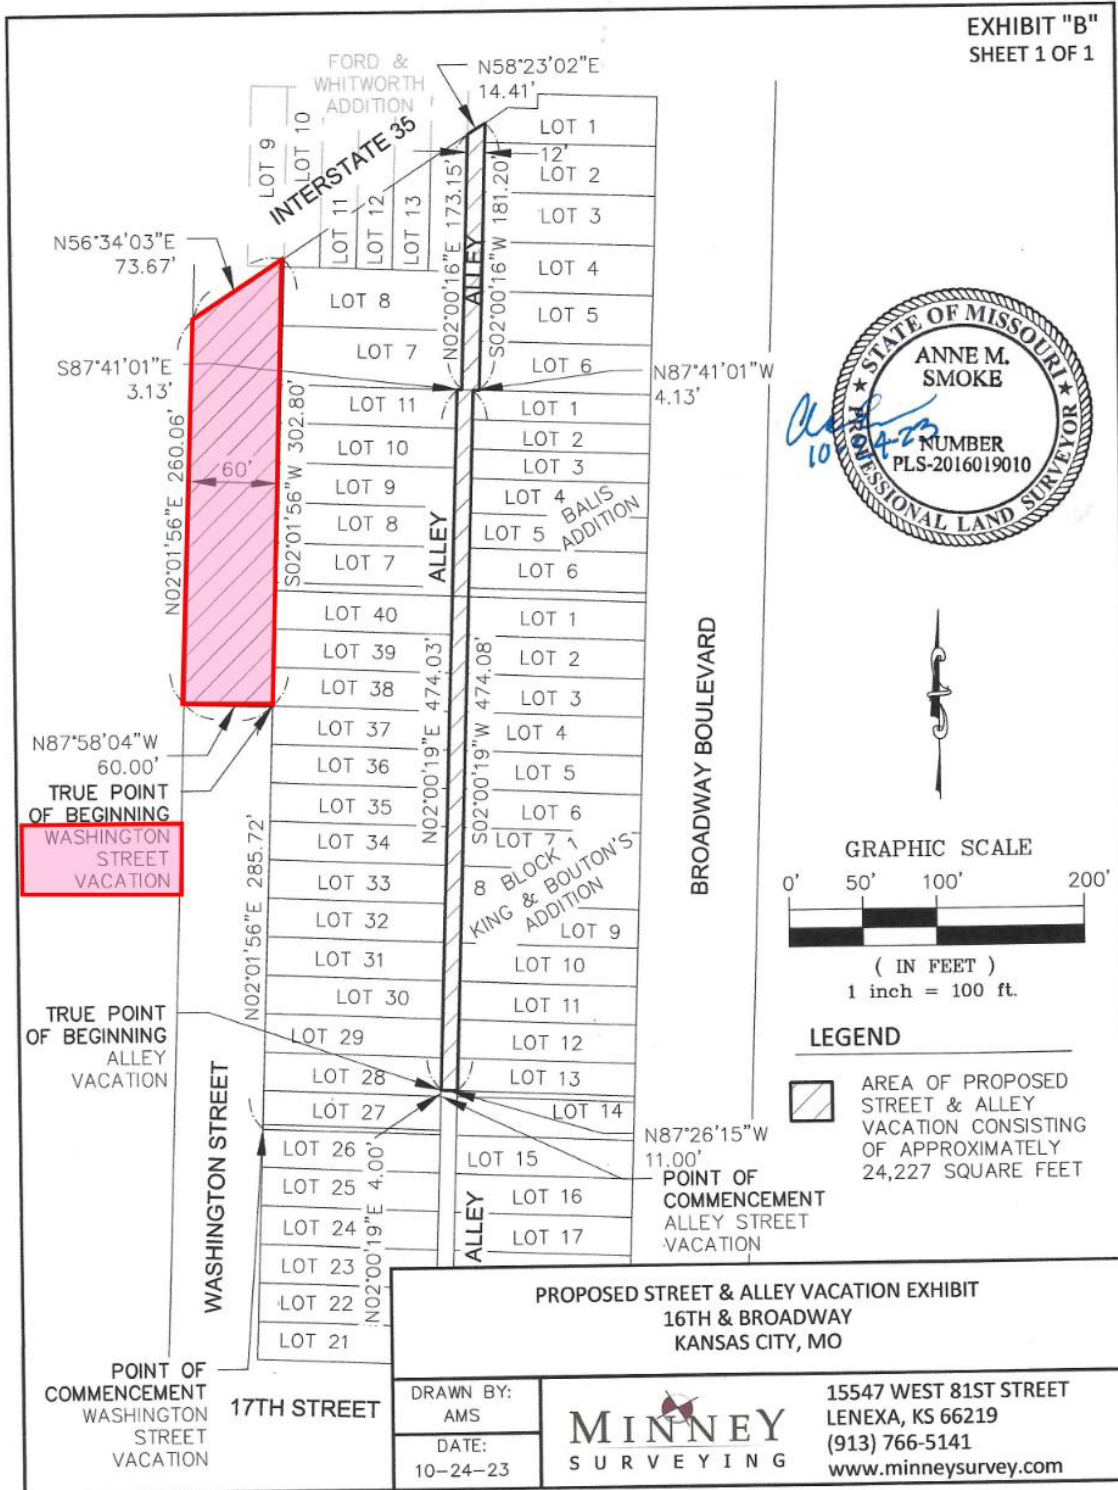 EXHIBIT "B"
SHEET 1 OF 1
FORD &
WHITWORTH
ADDITION
N58°23'02"E
14.41'
LOT 9
LOT 10
INTERSTATE 35
LOT 11
LOT 12
LOT 13
N02°00'16"E 173.15'
ALLEY
S02°00'16"W 181.20'
12'
LOT 1
LOT 2
LOT 3
LOT 4
LOT 5
LOT 6
N56°34'03"E
73.67'
LOT 8
LOT 7
S87°41'01"E
3.13'
N87°41'01"W
4.13'
N02°01'56"E 260.06'
60'
S02°01'56"W 302.80'
LOT 11
LOT 10
LOT 9
LOT 8
LOT 7
ALLEY
LOT 1
LOT 2
LOT 3
LOT 4
LOT 5
LOT 6
BALIS
ADDITION
STATE OF MISSOURI
ANNE M.
SMOKE
NUMBER
PLS-2016019010
PROFESSIONAL LAND SURVEYOR
10-24-23
LOT 40
LOT 39
LOT 38
LOT 37
LOT 36
LOT 35
LOT 34
LOT 33
LOT 32
LOT 31
LOT 30
LOT 29
LOT 28
LOT 27
LOT 26
LOT 25
LOT 24
LOT 23
LOT 22
LOT 21
N02°00'19"E 474.03'
S02°00'19"W 474.08'
LOT 1
LOT 2
LOT 3
LOT 4
LOT 5
LOT 6
LOT 7
8
BLOCK 1
KING & BOUTON'S
ADDITION
LOT 9
LOT 10
LOT 11
LOT 12
LOT 13
LOT 14
LOT 15
LOT 16
LOT 17
BROADWAY BOULEVARD
N87°58'04"W
60.00'
TRUE POINT
OF BEGINNING
WASHINGTON
STREET
VACATION
N02°01'56"E 285.72'
TRUE POINT
OF BEGINNING
ALLEY
VACATION
WASHINGTON STREET
N02°00'19"E 4.00'
ALLEY
N87°26'15"W
11.00'
POINT OF
COMMENCEMENT
ALLEY STREET
VACATION
POINT OF
COMMENCEMENT
WASHINGTON
STREET
VACATION
17TH STREET
GRAPHIC SCALE
0' 50' 100' 200'
( IN FEET )
1 inch = 100 ft.
LEGEND
AREA OF PROPOSED
STREET & ALLEY
VACATION CONSISTING
OF APPROXIMATELY
24,227 SQUARE FEET
PROPOSED STREET & ALLEY VACATION EXHIBIT
16TH & BROADWAY
KANSAS CITY, MO
DRAWN BY:
AMS
DATE:
10-24-23
MINNEY
SURVEYING
15547 WEST 81ST STREET
LENEXA, KS 66219
(913) 766-5141
www.minneysurvey.com